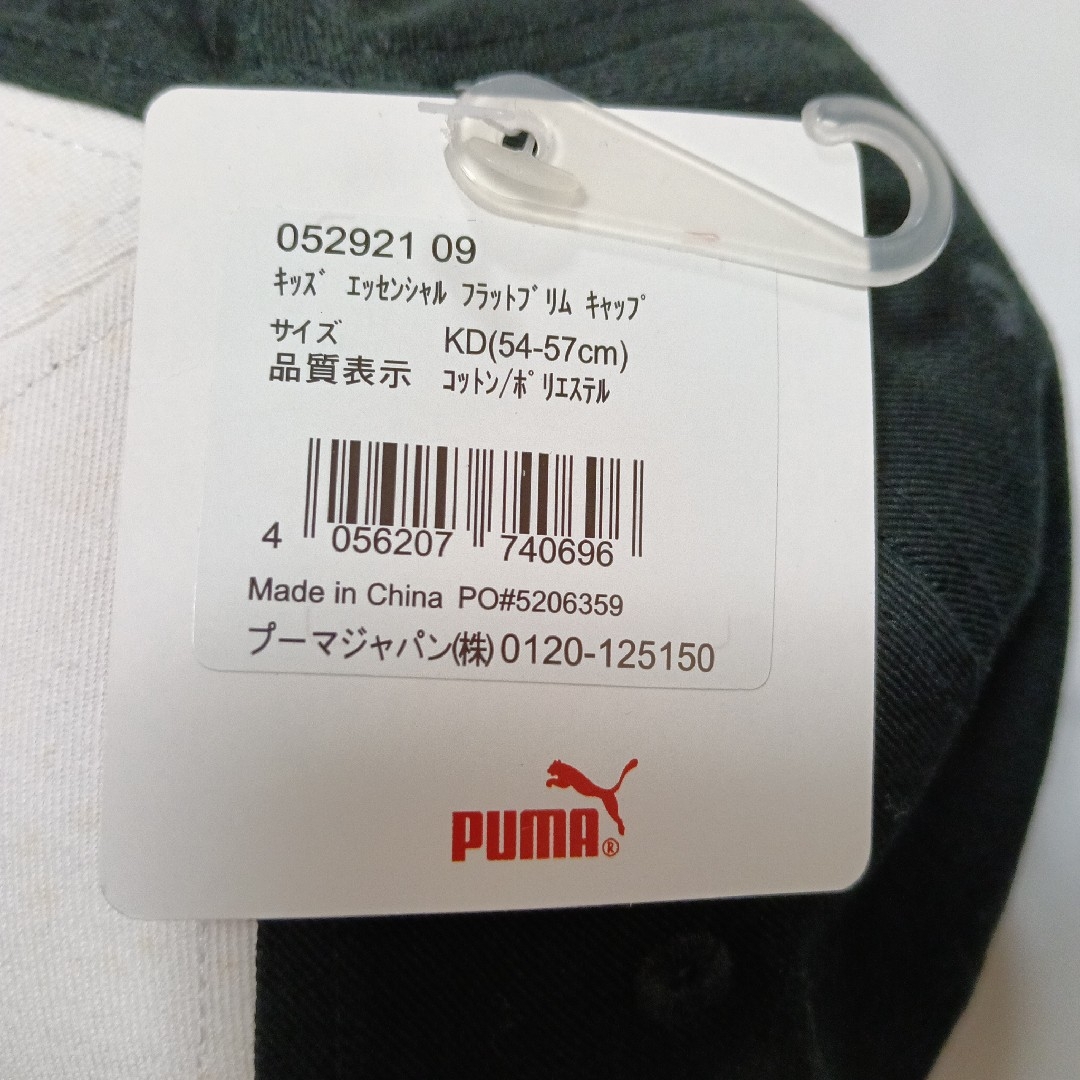 052921 09
ｷｯｽﾞ ｴｯｾﾝｼｬﾙ ﾌﾗｯﾄﾌﾞﾘﾑ ｷｬｯﾌﾟ
サイズ KD(54-57cm)
品質表示 ｺｯﾄﾝ/ﾎﾟﾘｴｽﾃﾙ
4 056207 740696
Made in China PO#5206359
プーマジャパン(株)0120-125150
PUMA®